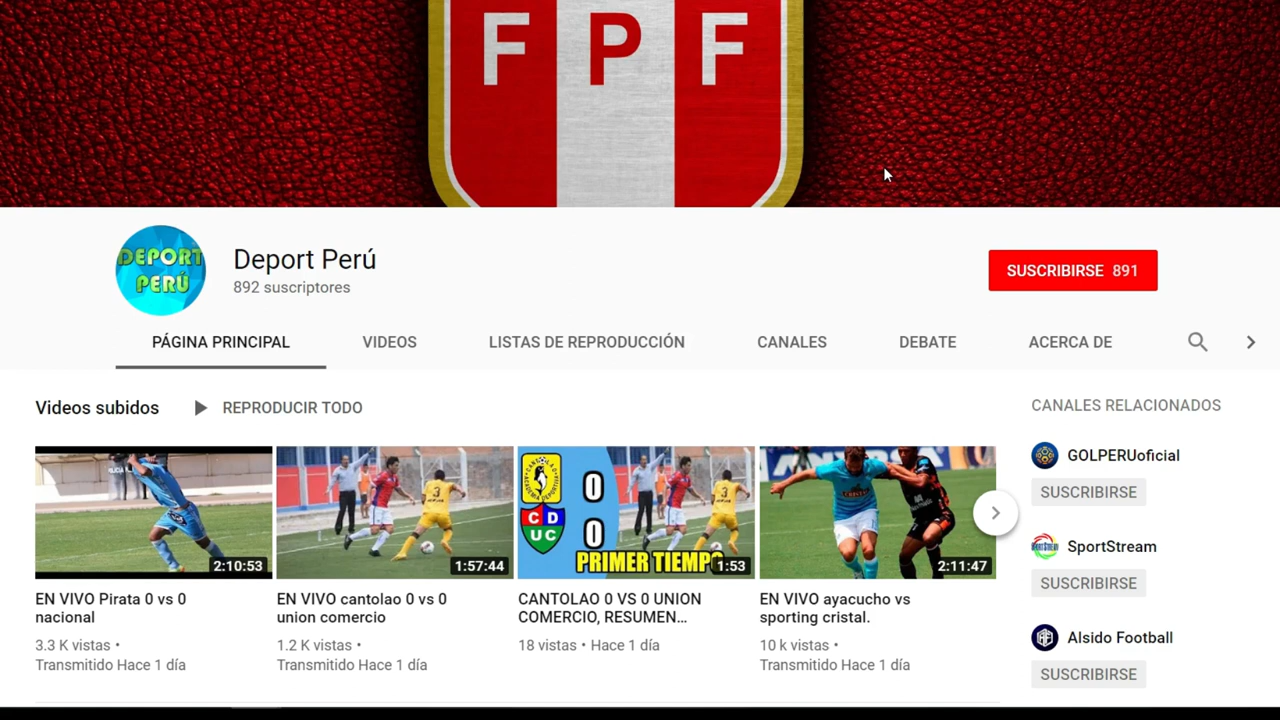 F P F
DEPORT
PERÚ
Deport Perú
892 suscriptores
SUSCRIBIRSE 891
PÁGINA PRINCIPAL
VIDEOS
LISTAS DE REPRODUCCIÓN
CANALES
DEBATE
ACERCA DE
Videos subidos
REPRODUCIR TODO
2:10:53
EN VIVO Pirata 0 vs 0
nacional
3.3 K vistas •
Transmitido Hace 1 día
1:57:44
EN VIVO cantolao 0 vs 0
union comercio
1.2 K vistas •
Transmitido Hace 1 día
0
0
C D
U C
PRIMER TIEMPO
1:53
CANTOLAO 0 VS 0 UNION
COMERCIO, RESUMEN...
18 vistas • Hace 1 día
2:11:47
EN VIVO ayacucho vs
sporting cristal.
10 k vistas •
Transmitido Hace 1 día
CANALES RELACIONADOS
GOLPERUoficial
SUSCRIBIRSE
SportStream
SUSCRIBIRSE
Alsido Football
SUSCRIBIRSE